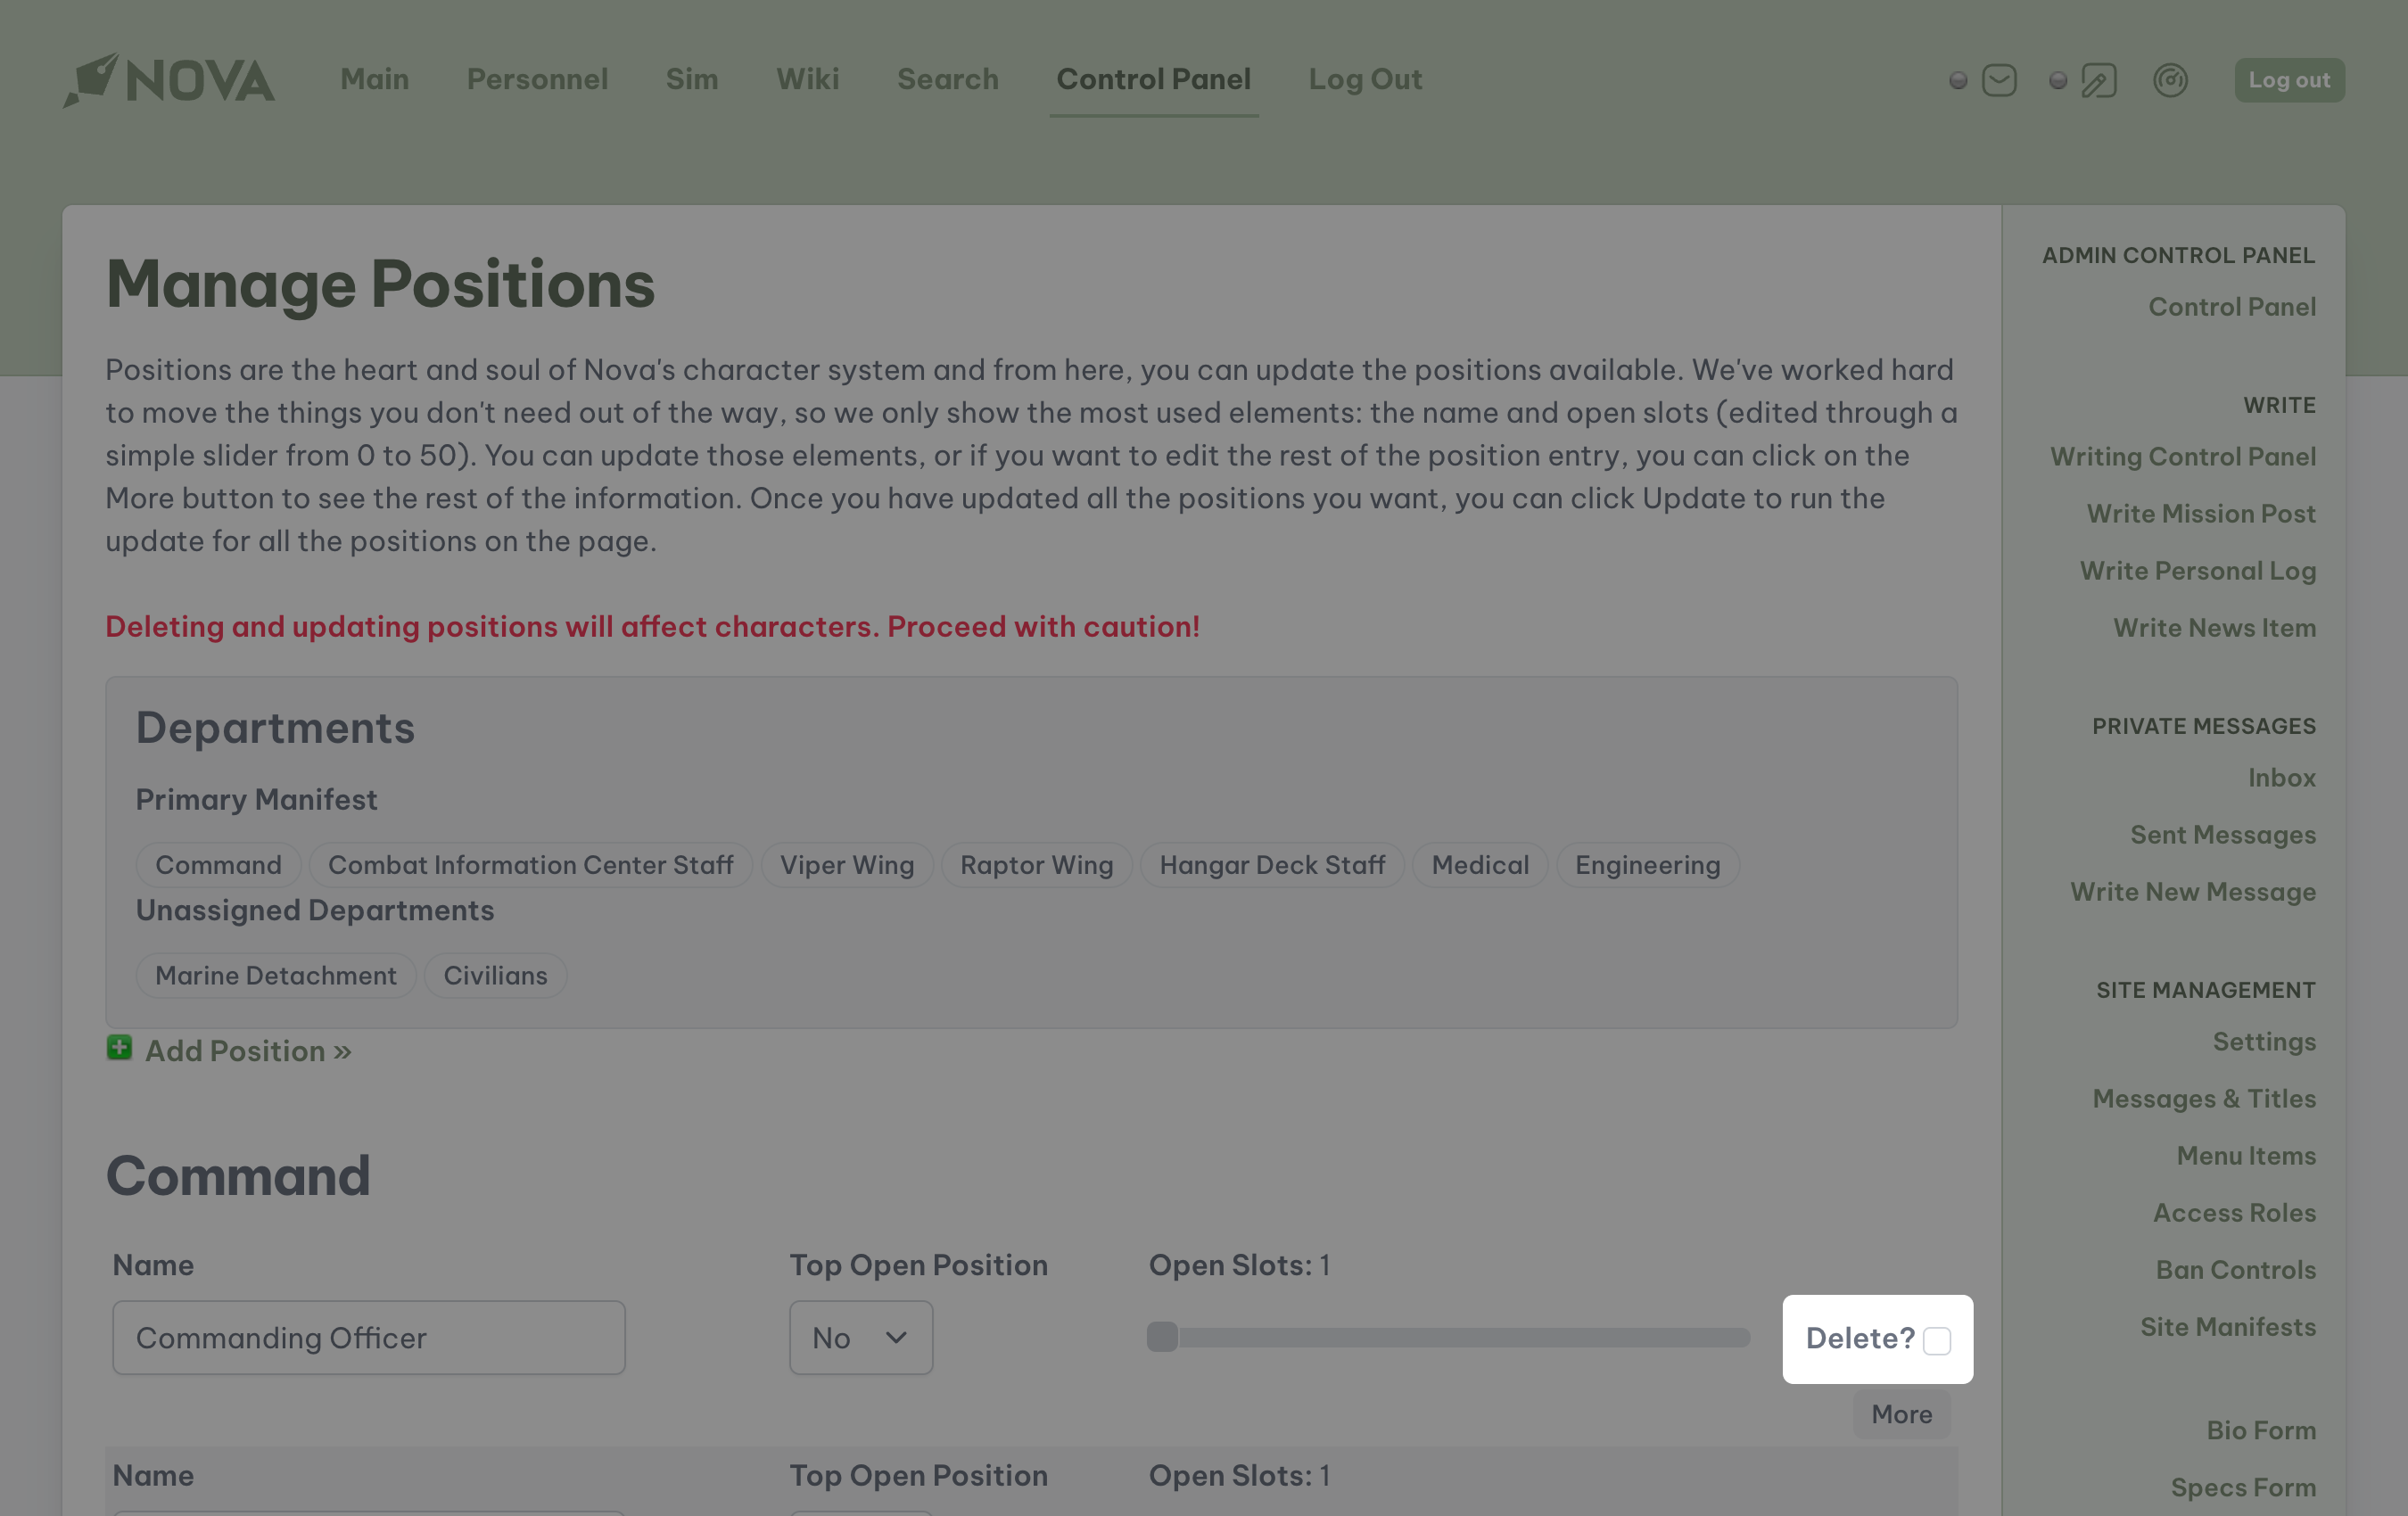 NOVA
Main Personnel Sim Wiki Search Control Panel Log Out
Log out
Manage Positions
Positions are the heart and soul of Nova's character system and from here, you can update the positions available. We've worked hard
to move the things you don't need out of the way, so we only show the most used elements: the name and open slots (edited through a
simple slider from 0 to 50). You can update those elements, or if you want to edit the rest of the position entry, you can click on the
More button to see the rest of the information. Once you have updated all the positions you want, you can click Update to run the
update for all the positions on the page.
Deleting and updating positions will affect characters. Proceed with caution!
Departments
Primary Manifest
Command Combat Information Center Staff Viper Wing Raptor Wing Hangar Deck Staff Medical Engineering
Unassigned Departments
Marine Detachment Civilians
Add Position »
Command
Name Top Open Position Open Slots: 1
Commanding Officer No Delete?
More
Name Top Open Position Open Slots: 1
ADMIN CONTROL PANEL
Control Panel
WRITE
Writing Control Panel
Write Mission Post
Write Personal Log
Write News Item
PRIVATE MESSAGES
Inbox
Sent Messages
Write New Message
SITE MANAGEMENT
Settings
Messages & Titles
Menu Items
Access Roles
Ban Controls
Site Manifests
Bio Form
Specs Form